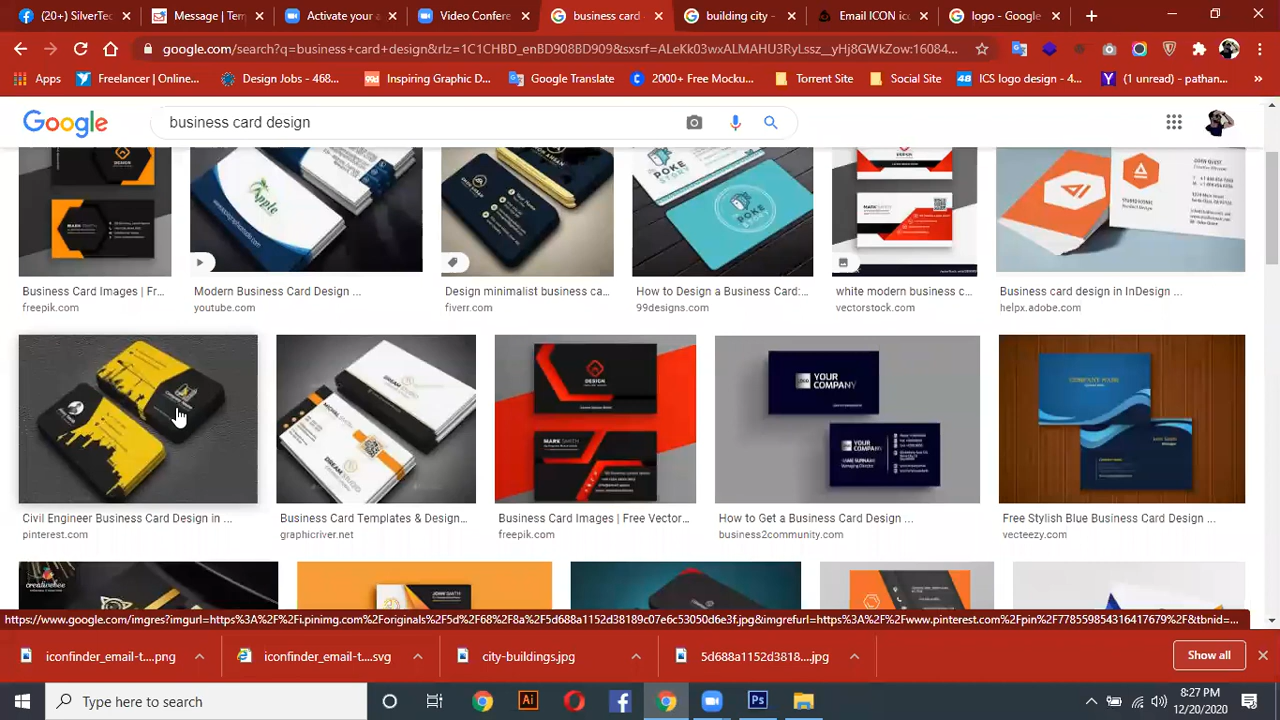 (20+) SilverTec
Message | Tem
Activate your a
Video Confere
business card
building city -
Email ICON ico
logo - Google
google.com/search?q=business+card+design&rlz=1C1CHBD_enBD908BD909&sxsrf=ALeKk03wxALMAHU3RyLssz__yHj8GWkZow:16084...
Apps
Freelancer | Online...
Design Jobs - 468...
Inspiring Graphic D...
Google Translate
2000+ Free Mocku...
Torrent Site
Social Site
ICS logo design - 4...
(1 unread) - pathan...
Google
business card design
Business Card Images | Fr...
freepik.com
Modern Business Card Design ...
youtube.com
Design minimalist business ca...
fiverr.com
How to Design a Business Card:...
99designs.com
white modern business c...
vectorstock.com
Business card design in InDesign ...
helpx.adobe.com
Civil Engineer Business Card Design in ...
pinterest.com
Business Card Templates & Design...
graphicriver.net
Business Card Images | Free Vector...
freepik.com
How to Get a Business Card Design ...
business2community.com
Free Stylish Blue Business Card Design ...
vecteezy.com
https://www.google.com/imgres?imgurl=https%3A%2F%2Fi.pinimg.com%2Foriginals%2F5d%2F68%2F8a%2F5d688a1152d38189c07e6c53050d6e3f.jpg&imgrefurl=https%3A%2F%2Fwww.pinterest.com%2Fpin%2F778559854316417679%2F&tbnid=...
iconfinder_email-t....png
iconfinder_email-t....svg
city-buildings.jpg
5d688a1152d3818....jpg
Show all
Type here to search
8:27 PM
12/20/2020